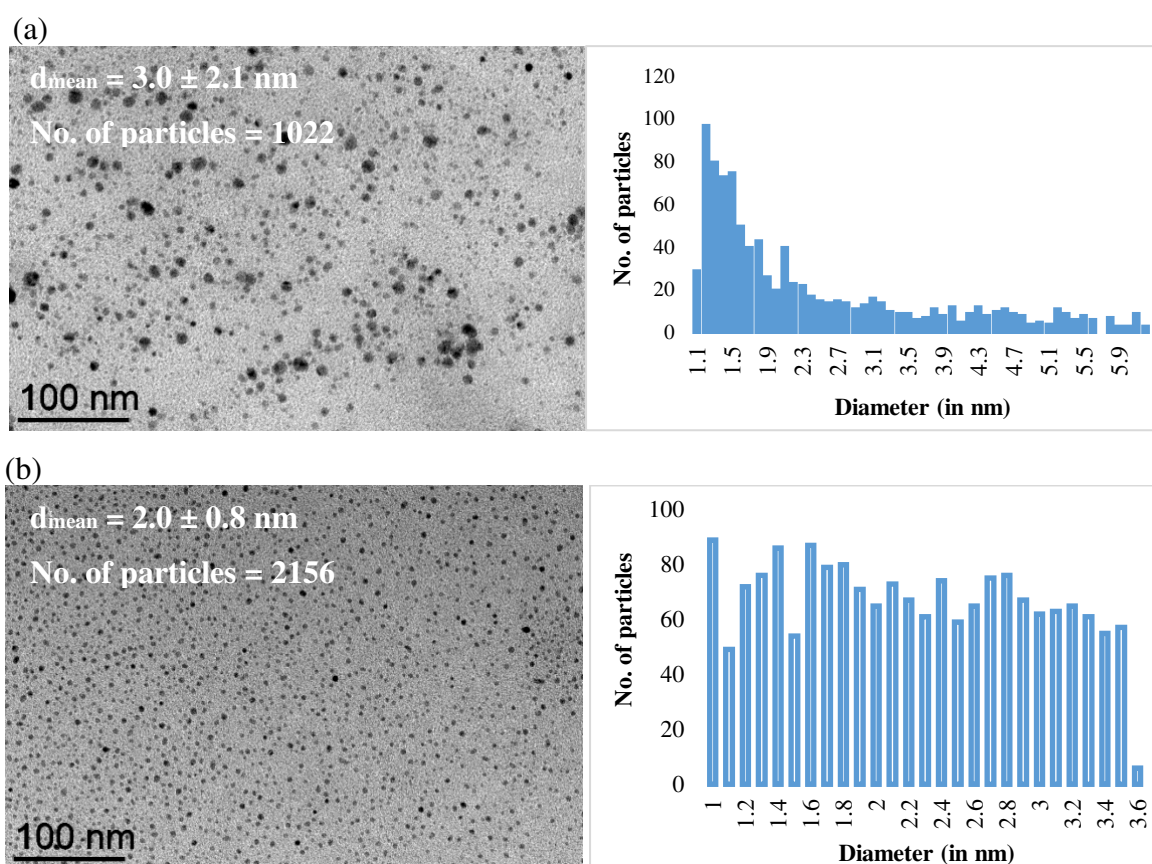 (a)
dmean = 3.0 ± 2.1 nm
No. of particles = 1022
100 nm
No. of particles
120
100
80
60
40
20
0
1.1 1.5 1.9 2.3 2.7 3.1 3.5 3.9 4.3 4.7 5.1 5.5 5.9
Diameter (in nm)
(b)
dmean = 2.0 ± 0.8 nm
No. of particles = 2156
100 nm
No. of particles
100
80
60
40
20
0
1 1.2 1.4 1.6 1.8 2 2.2 2.4 2.6 2.8 3 3.2 3.4 3.6
Diameter (in nm)